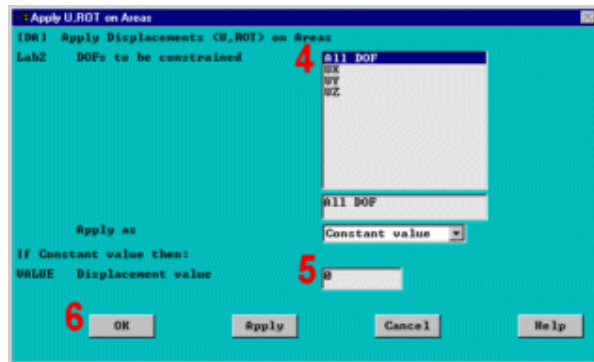 Apply U,ROT on Areas
[DA] Apply Displacements (U,ROT) on Areas
Lab2 DOFs to be constrained
4
All DOF
UX
UY
UZ
All DOF
Apply as Constant value
If Constant value then:
VALUE Displacement value 5 0
6 OK Apply Cancel Help